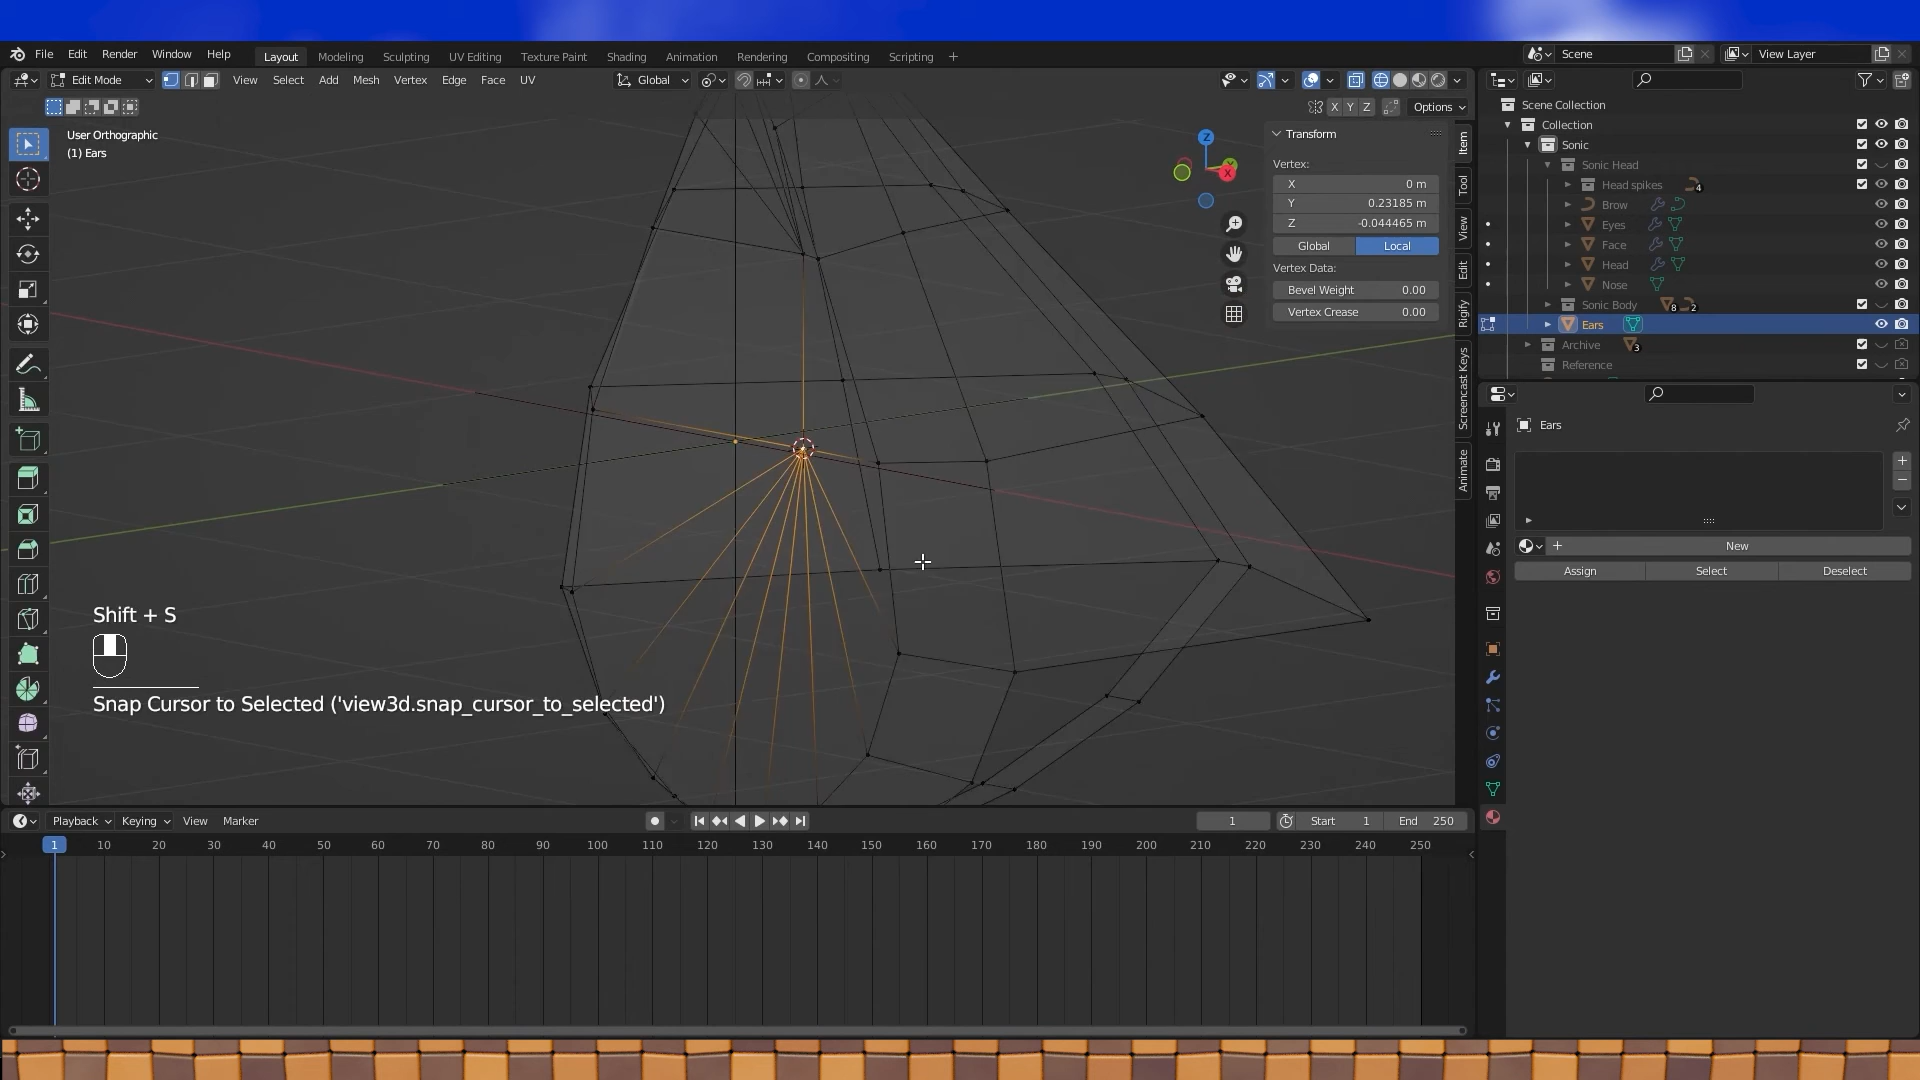 File Edit Render Window Help Layout Modeling Sculpting UV Editing Texture Paint Shading Animation Rendering Compositing Scripting + Scene View Layer
Edit Mode View Select Add Mesh Vertex Edge Face UV Global
X Y Z Options
User Orthographic
(1) Ears
Z
X
Transform
Vertex:
X 0 m
Y 0.23185 m
Z -0.044465 m
Global Local
Vertex Data:
Bevel Weight 0.00
Vertex Crease 0.00
Item
Tool
View
Edit
Rigify
Screencast Keys
Animate
Scene Collection
Collection
Sonic
Sonic Head
Head spikes 4
Brow
Eyes
Face
Head
Nose
Sonic Body 8 2
Ears
Archive 3
Reference
Ears
New
Assign Select Deselect
Shift + S
Snap Cursor to Selected ('view3d.snap_cursor_to_selected')
Playback Keying View Marker 1 Start 1 End 250
1 10 20 30 40 50 60 70 80 90 100 110 120 130 140 150 160 170 180 190 200 210 220 230 240 250